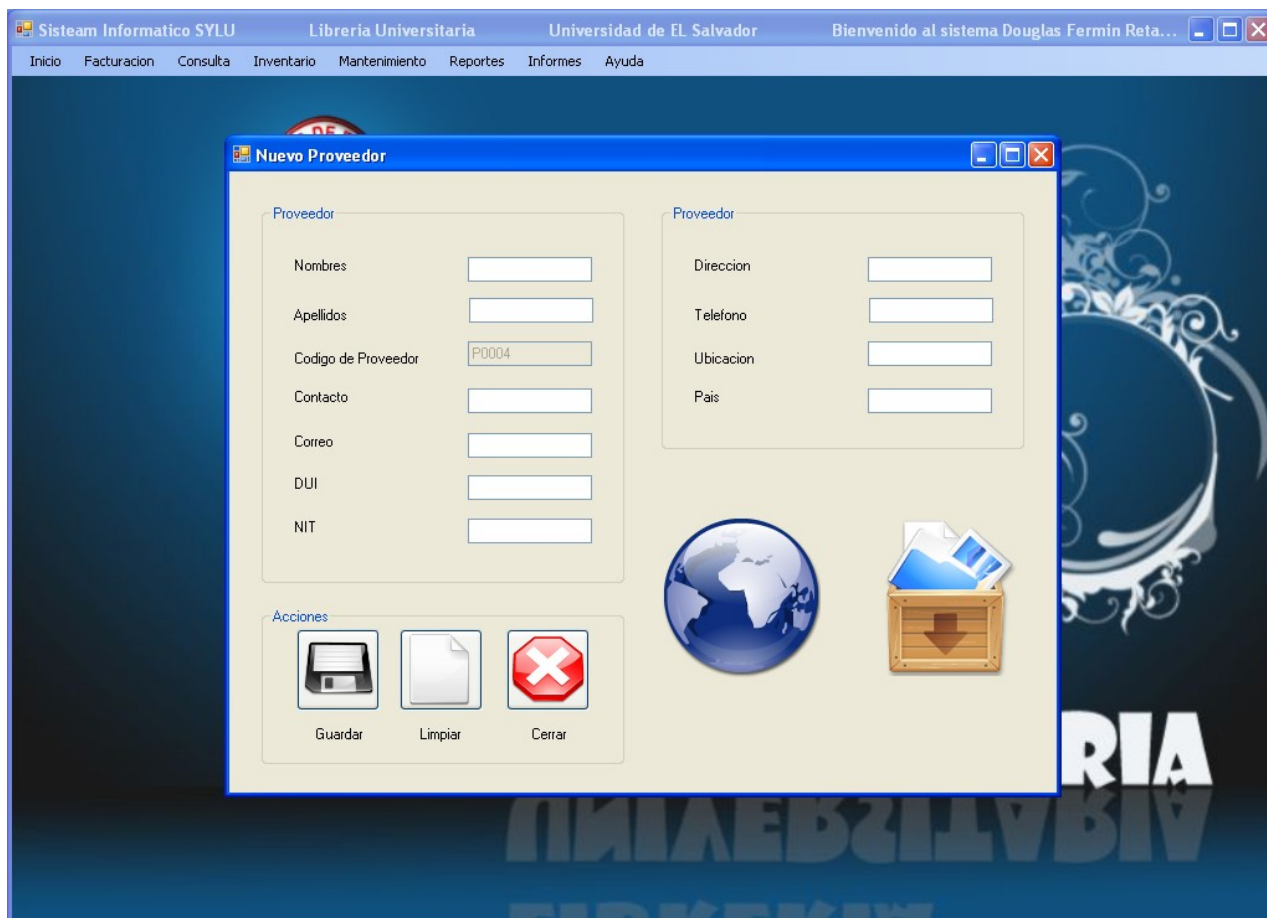 Sisteam Informatico SYLU Libreria Universitaria Universidad de EL Salvador Bienvenido al sistema Douglas Fermin Reta...
Inicio Facturacion Consulta Inventario Mantenimiento Reportes Informes Ayuda
DE
Nuevo Proveedor
Proveedor
Nombres
Apellidos
Codigo de Proveedor P0004
Contacto
Correo
DUI
NIT
Proveedor
Direccion
Telefono
Ubicacion
Pais
Acciones
Guardar Limpiar Cerrar
RIA
UNIVERSITARIA